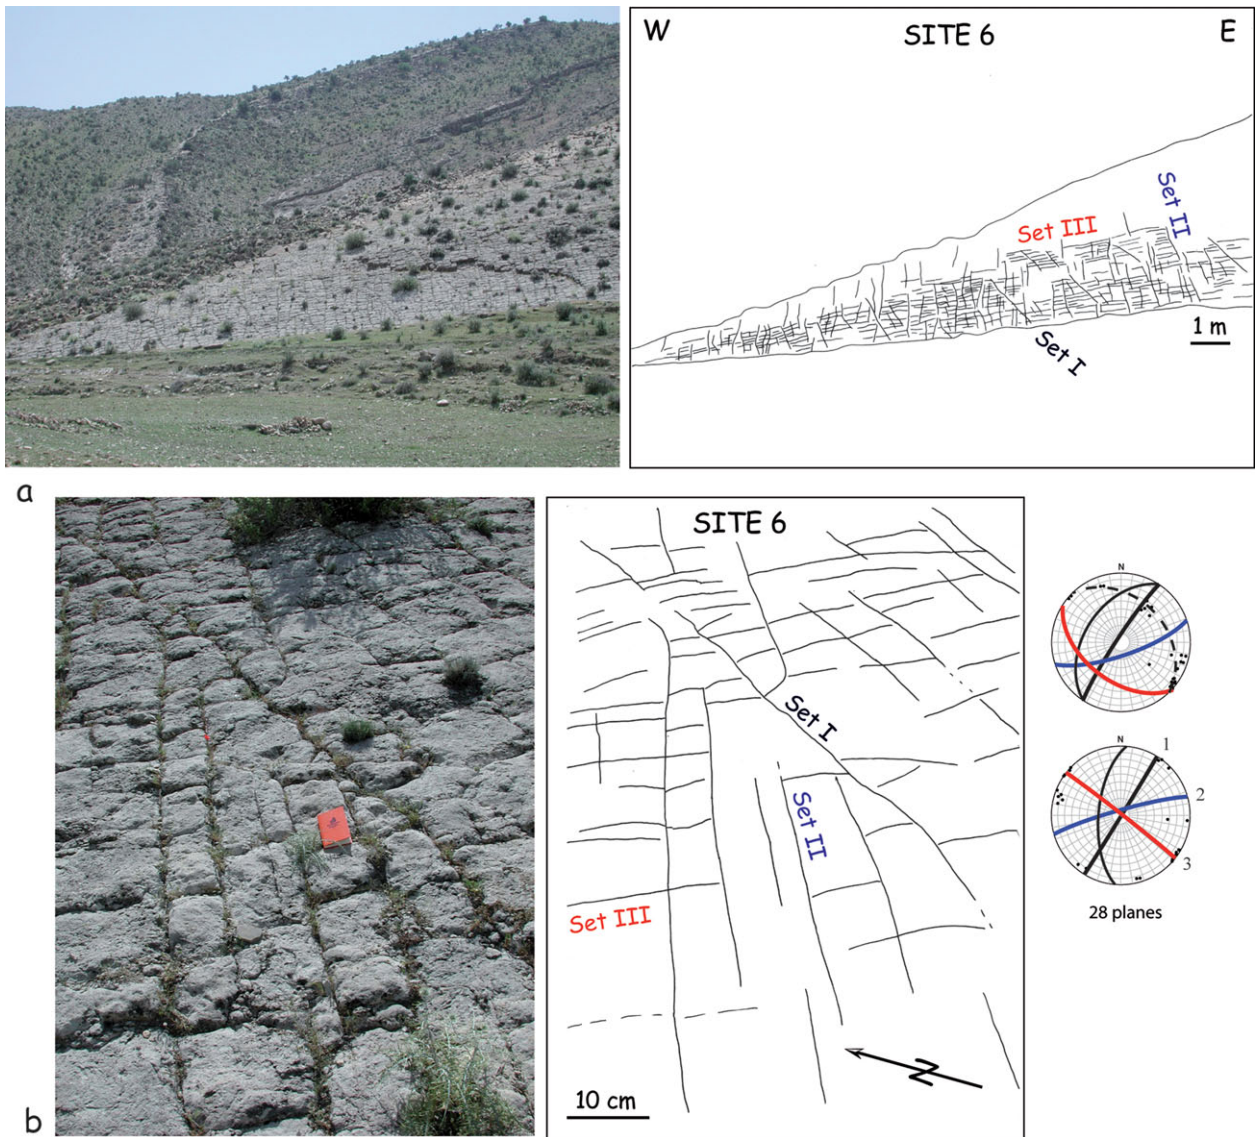 W
SITE 6
E
Set III
Set II
Set I
1 m
a
SITE 6
Set I
Set II
Set III
N
10 cm
b
N
N
1
2
3
28 planes